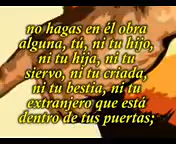 no hagas en él obra
alguna, tú, ni tu hijo,
ni tu hija, ni tu
siervo, ni tu criada,
ni tu bestia, ni tu
extranjero que está
dentro de tus puertas;